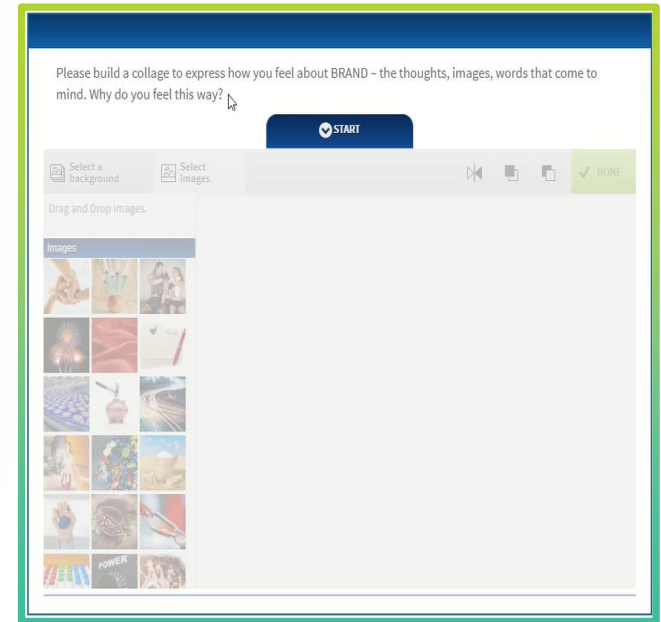 Please build a collage to express how you feel about BRAND – the thoughts, images, words that come to
mind. Why do you feel this way?
START
Select a
background
Select
images
DONE
Drag and Drop images.
Images
POWER